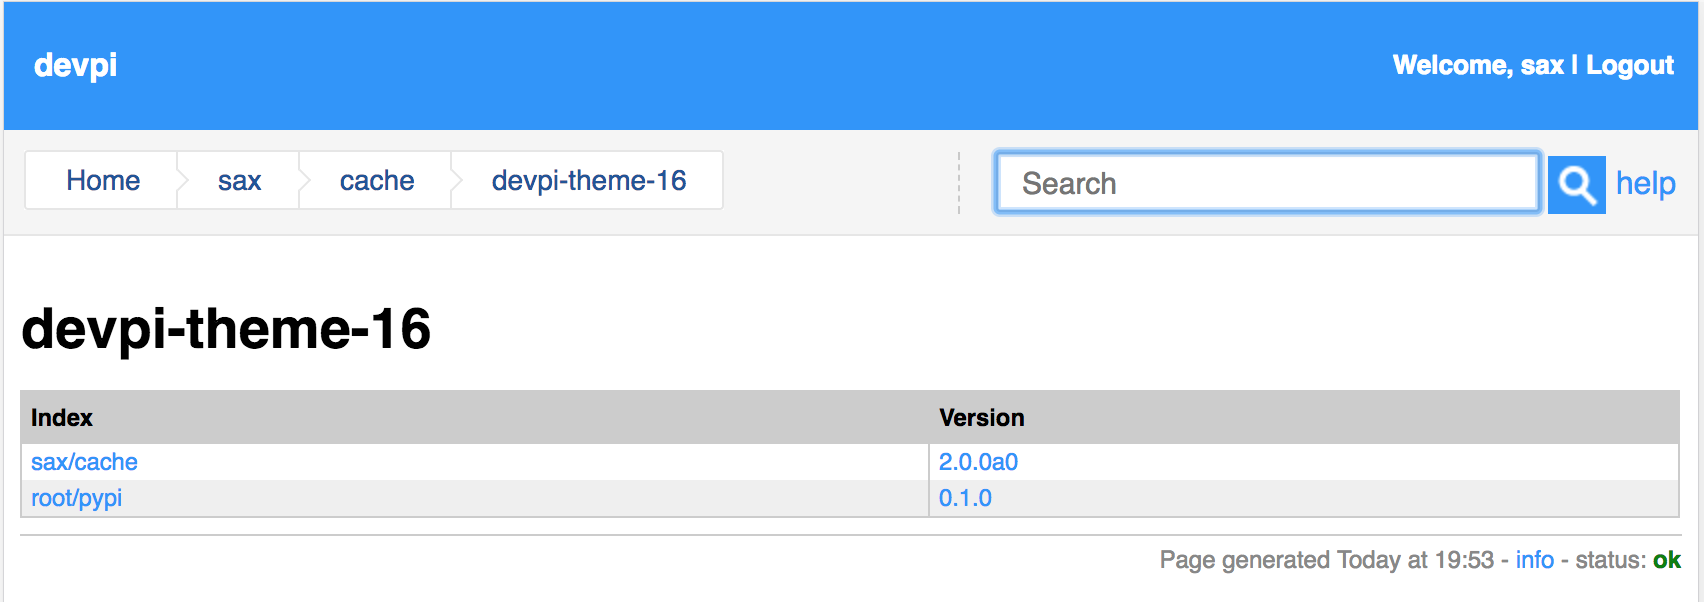 devpi
Welcome, sax | Logout
Home sax cache devpi-theme-16
Search
help
devpi-theme-16
Index Version
sax/cache 2.0.0a0
root/pypi 0.1.0
Page generated Today at 19:53 - info - status: ok